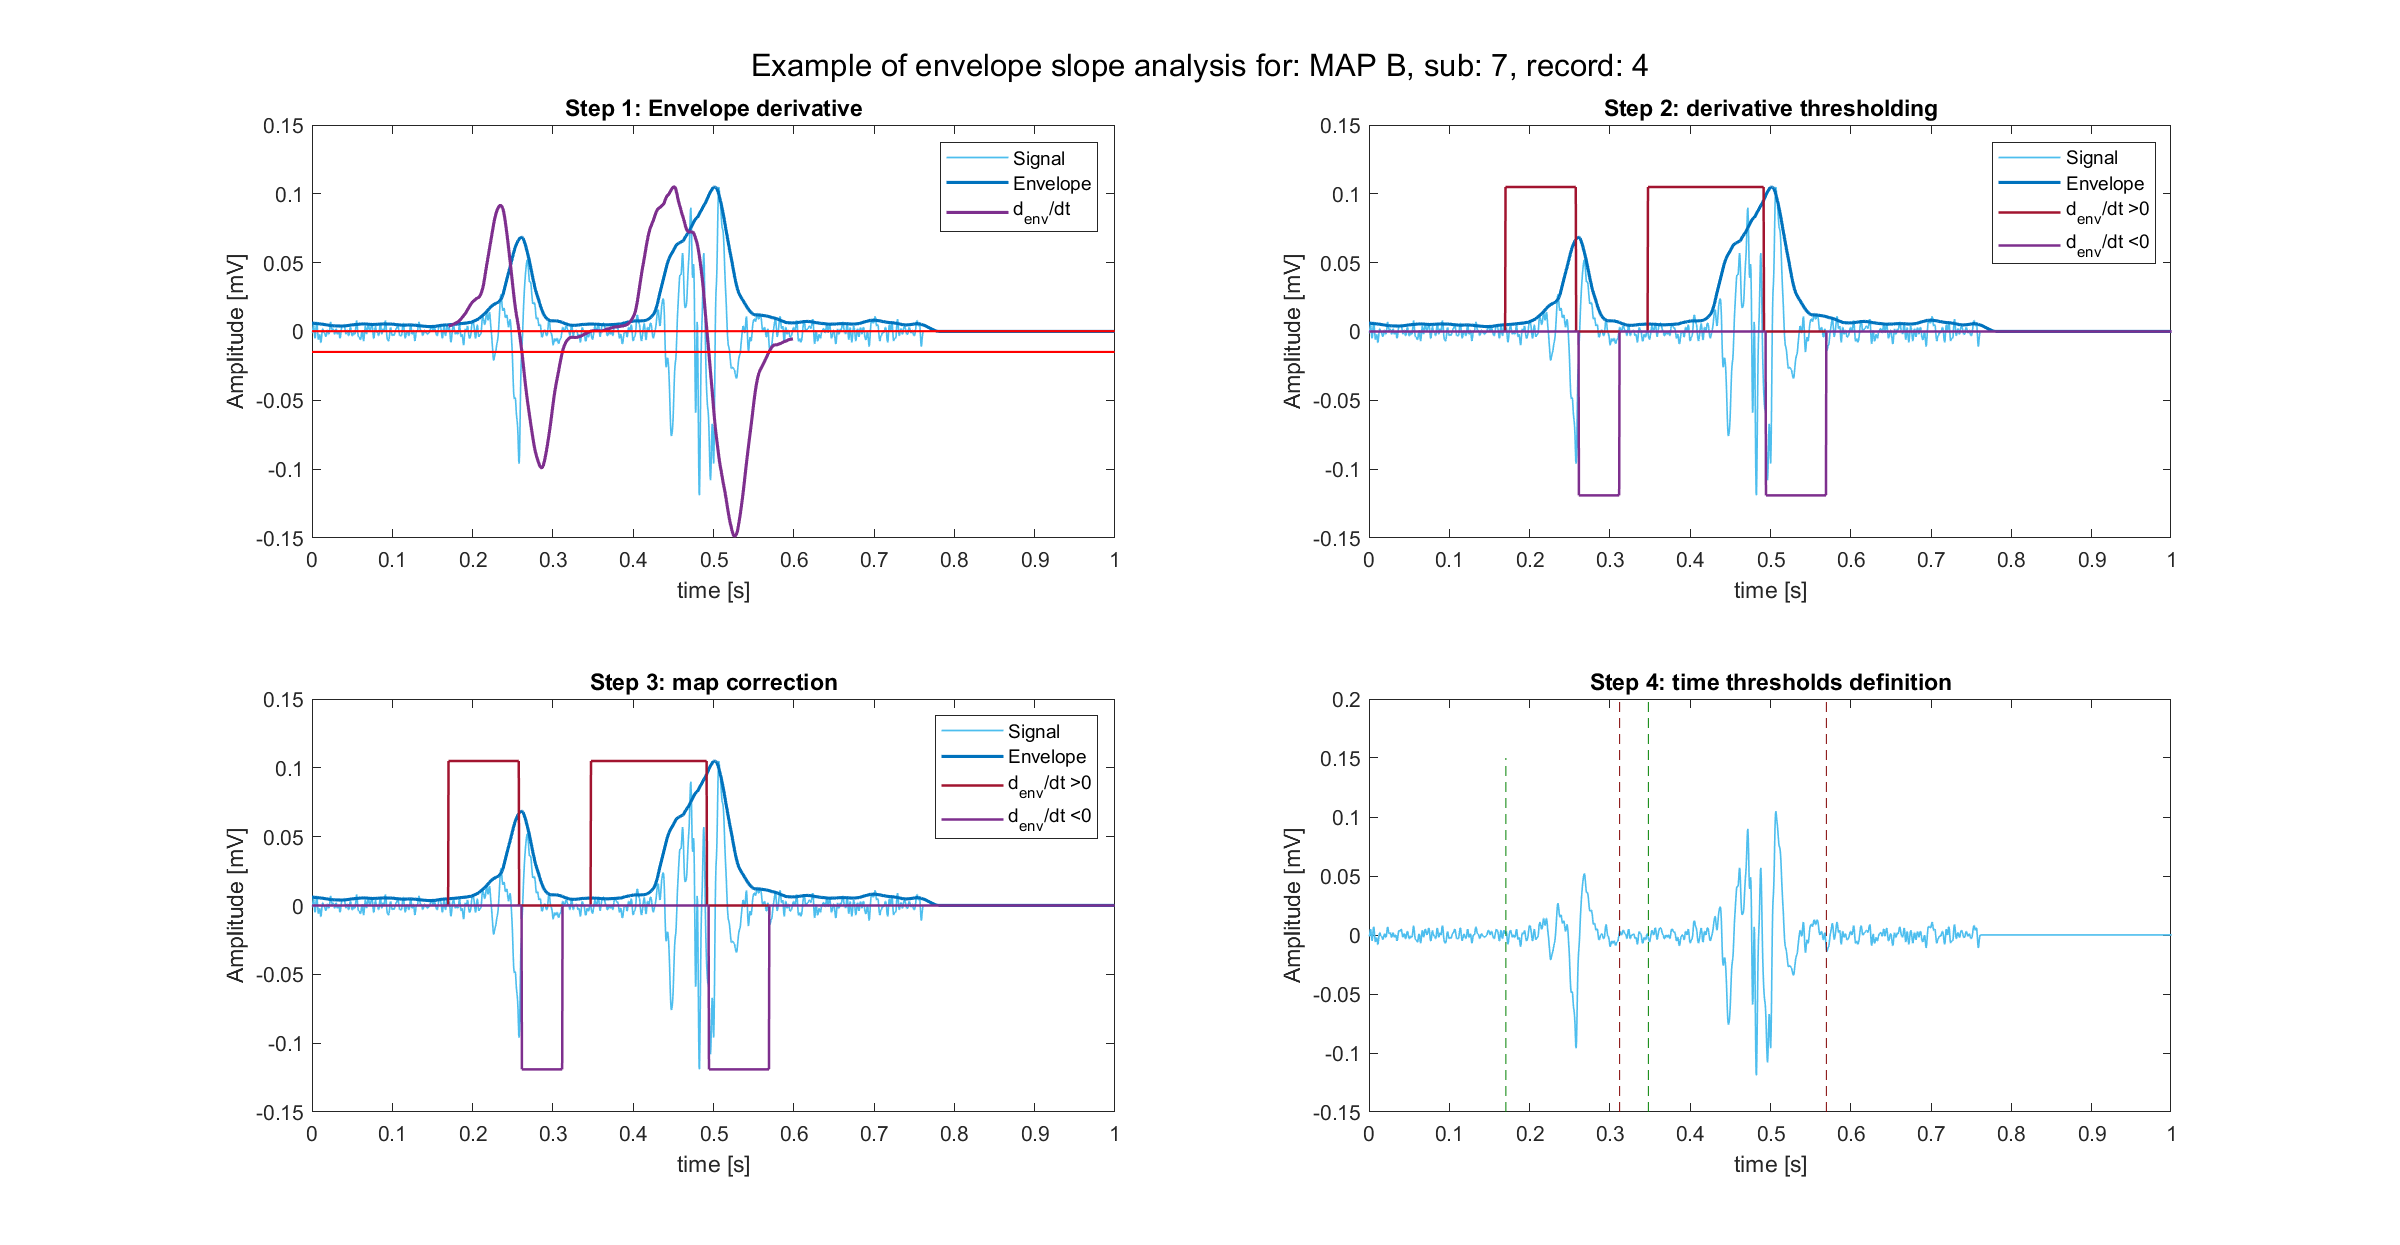 Example of envelope slope analysis for: MAP B, sub: 7, record: 4
Step 1: Envelope derivative
0.15
0.1
0.05
0
-0.05
-0.1
-0.15
Amplitude [mV]
0 0.1 0.2 0.3 0.4 0.5 0.6 0.7 0.8 0.9 1
time [s]
Signal
Envelope
d_env/dt
Step 2: derivative thresholding
0.15
0.1
0.05
0
-0.05
-0.1
-0.15
Amplitude [mV]
0 0.1 0.2 0.3 0.4 0.5 0.6 0.7 0.8 0.9 1
time [s]
Signal
Envelope
d_env/dt >0
d_env/dt <0
Step 3: map correction
0.15
0.1
0.05
0
-0.05
-0.1
-0.15
Amplitude [mV]
0 0.1 0.2 0.3 0.4 0.5 0.6 0.7 0.8 0.9 1
time [s]
Signal
Envelope
d_env/dt >0
d_env/dt <0
Step 4: time thresholds definition
0.2
0.15
0.1
0.05
0
-0.05
-0.1
-0.15
Amplitude [mV]
0 0.1 0.2 0.3 0.4 0.5 0.6 0.7 0.8 0.9 1
time [s]